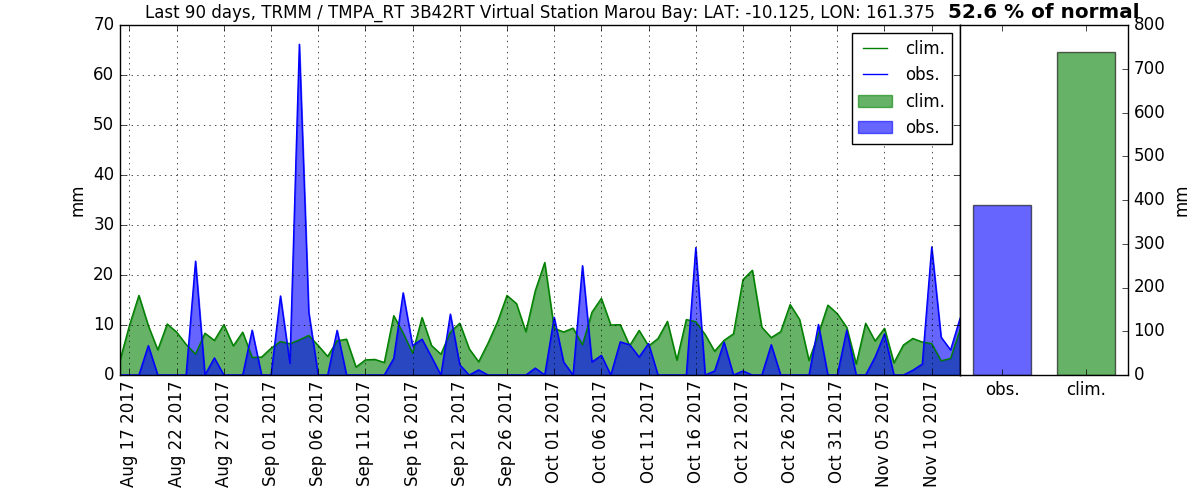 Last 90 days, TRMM / TMPA_RT 3B42RT Virtual Station Marou Bay: LAT: -10.125, LON: 161.375
52.6 % of normal
mm
70
60
50
40
30
20
10
0
clim.
obs.
clim.
obs.
Aug 17 2017
Aug 22 2017
Aug 27 2017
Sep 01 2017
Sep 06 2017
Sep 11 2017
Sep 16 2017
Sep 21 2017
Sep 26 2017
Oct 01 2017
Oct 06 2017
Oct 11 2017
Oct 16 2017
Oct 21 2017
Oct 26 2017
Oct 31 2017
Nov 05 2017
Nov 10 2017
800
700
600
500
400
300
200
100
0
mm
obs.
clim.